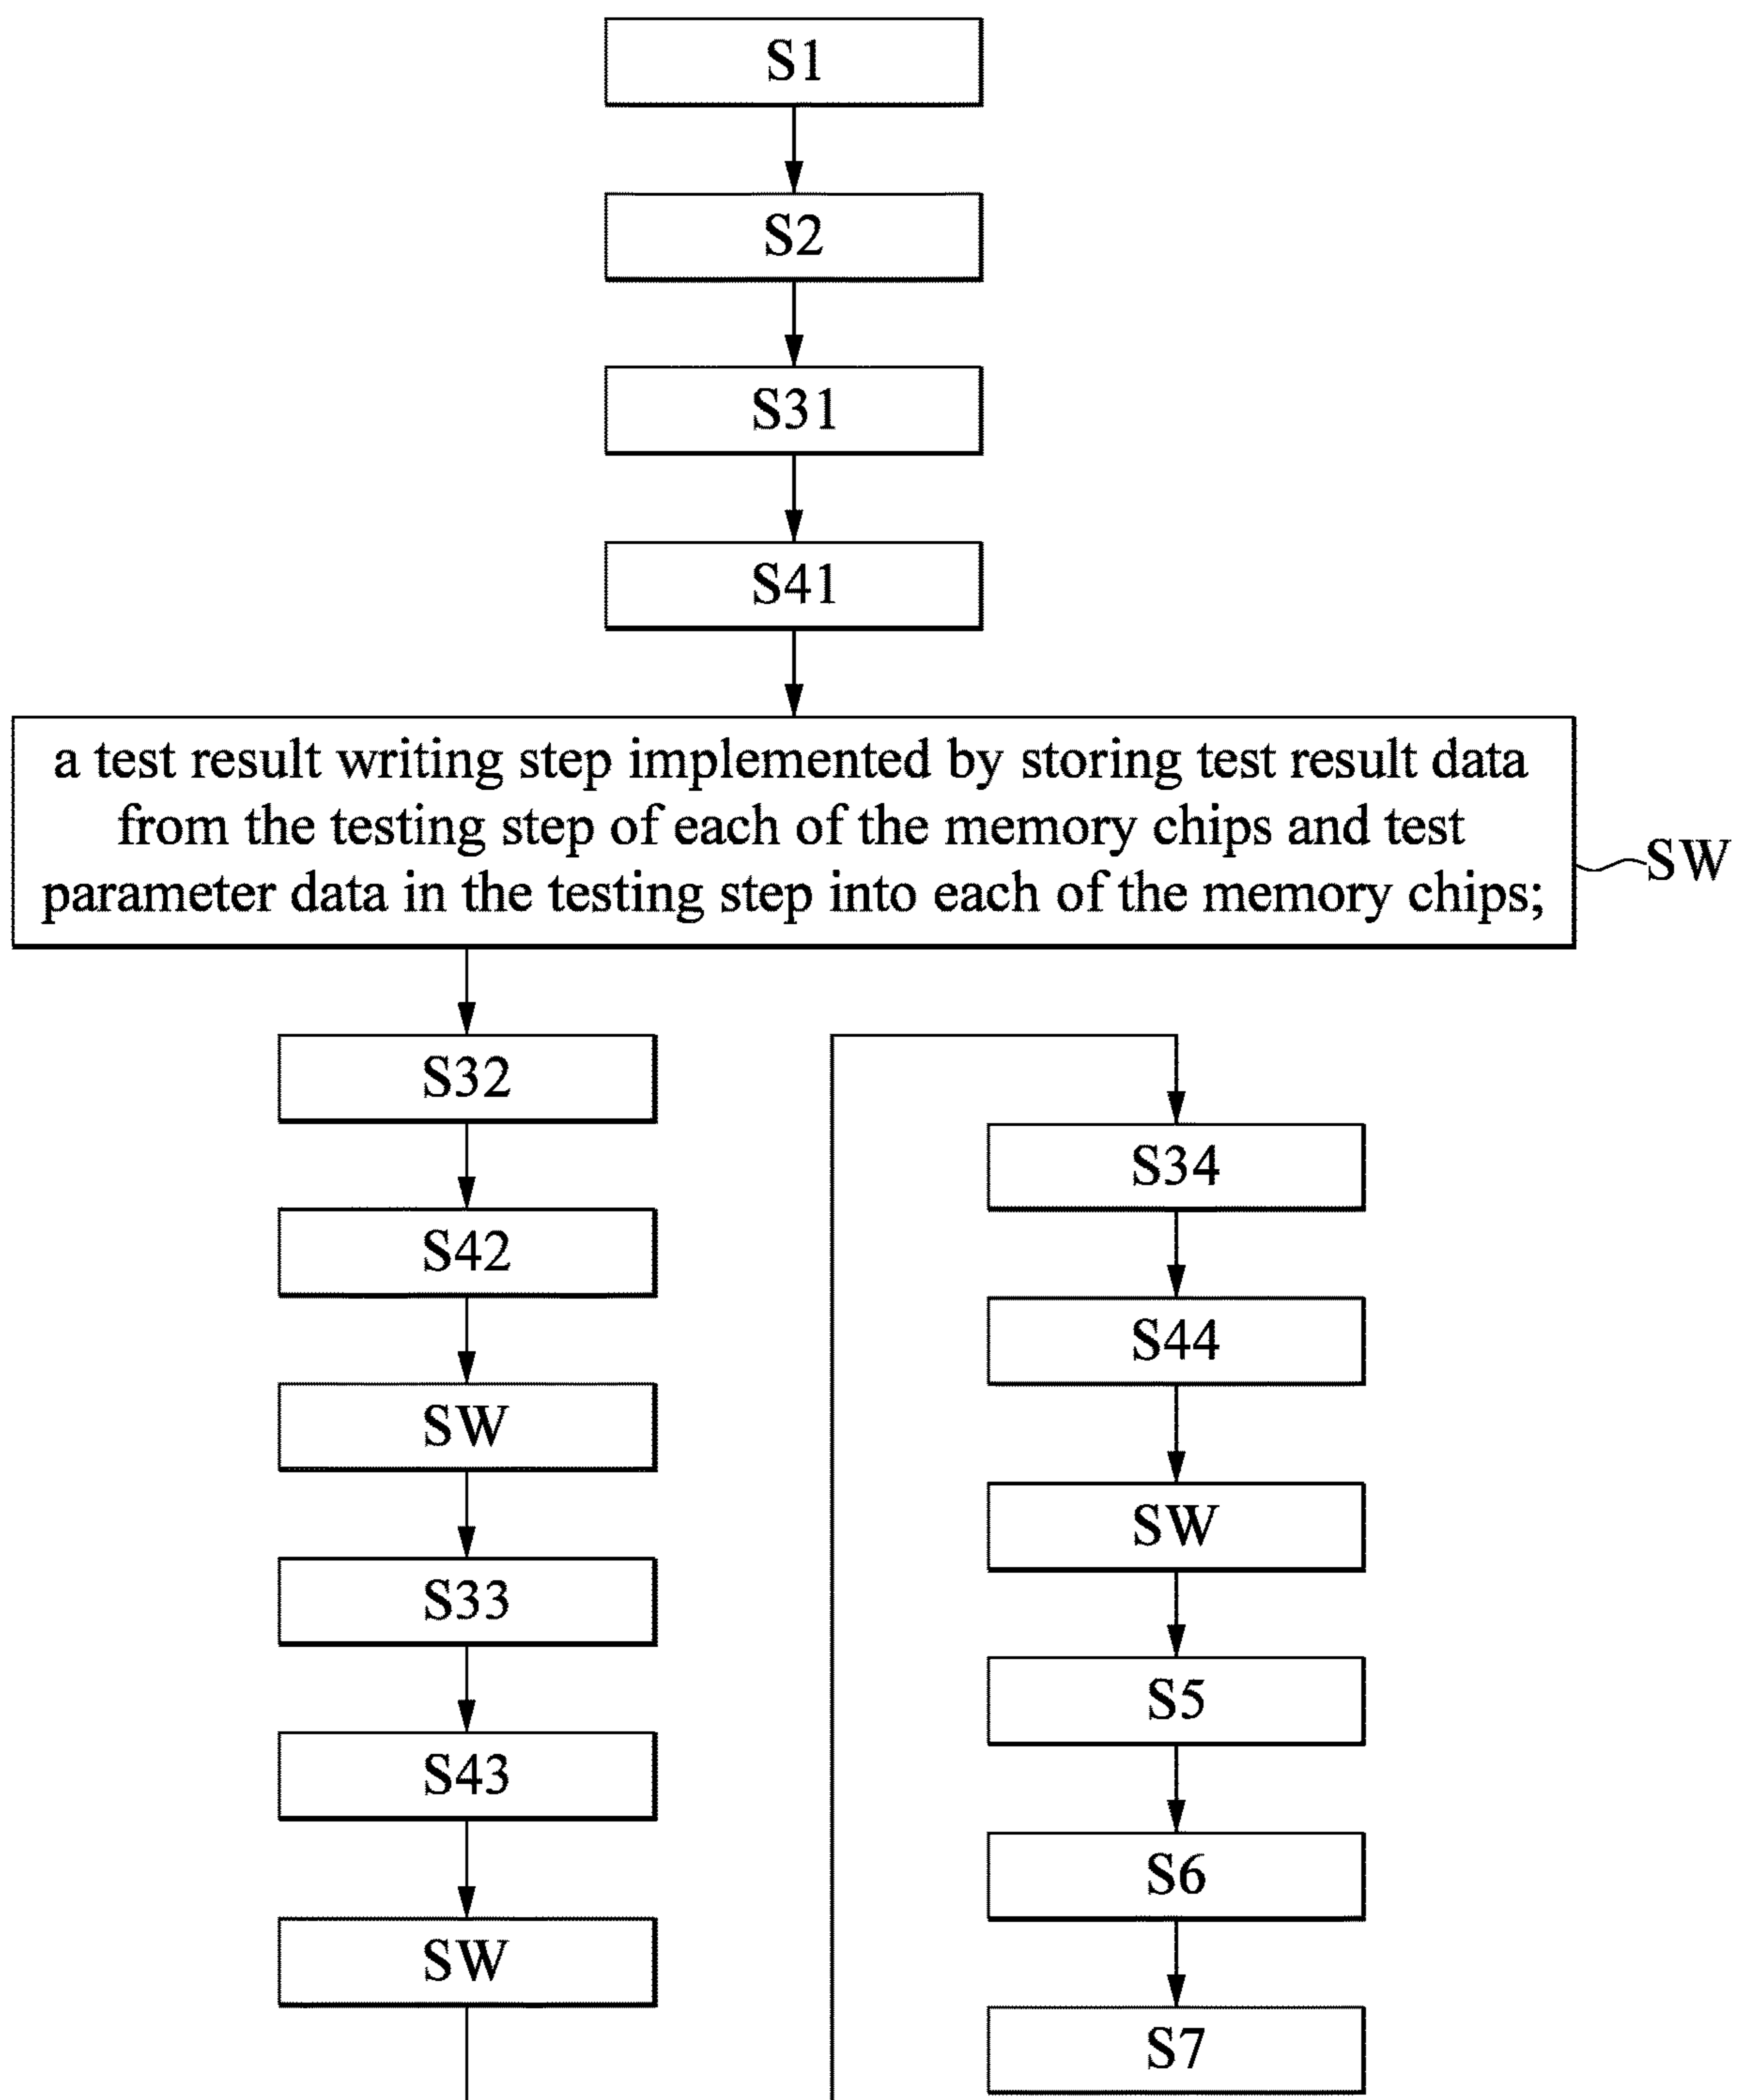 S1
S2
S31
S41
a test result writing step implemented by storing test result data
from the testing step of each of the memory chips and test
parameter data in the testing step into each of the memory chips;
SW
S32
S42
SW
S33
S43
SW
S34
S44
SW
S5
S6
S7